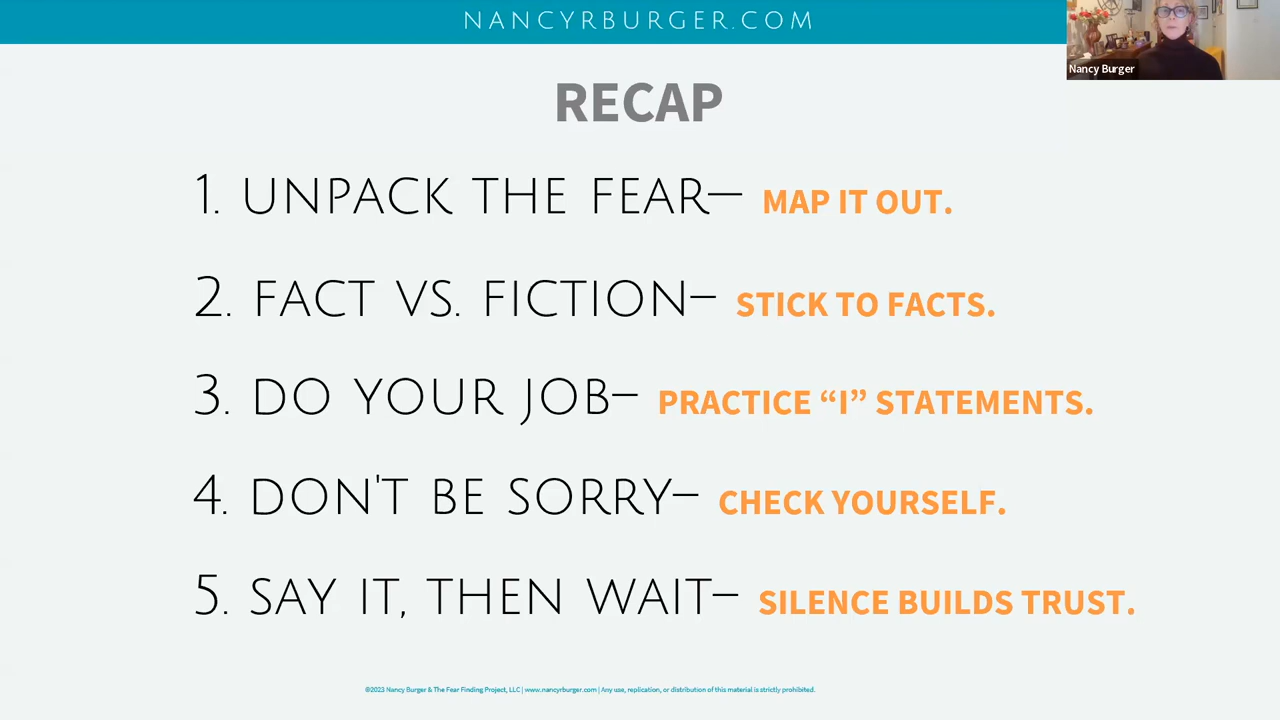 NANCYRBURGER.COM
Nancy Burger
RECAP
1. UNPACK THE FEAR– MAP IT OUT.
2. FACT VS. FICTION– STICK TO FACTS.
3. DO YOUR JOB– PRACTICE “I” STATEMENTS.
4. DON'T BE SORRY– CHECK YOURSELF.
5. SAY IT, THEN WAIT– SILENCE BUILDS TRUST.
©2023 Nancy Burger & The Fear Finding Project, LLC | www.nancyrburger.com | Any use, replication, or distribution of this material is strictly prohibited.